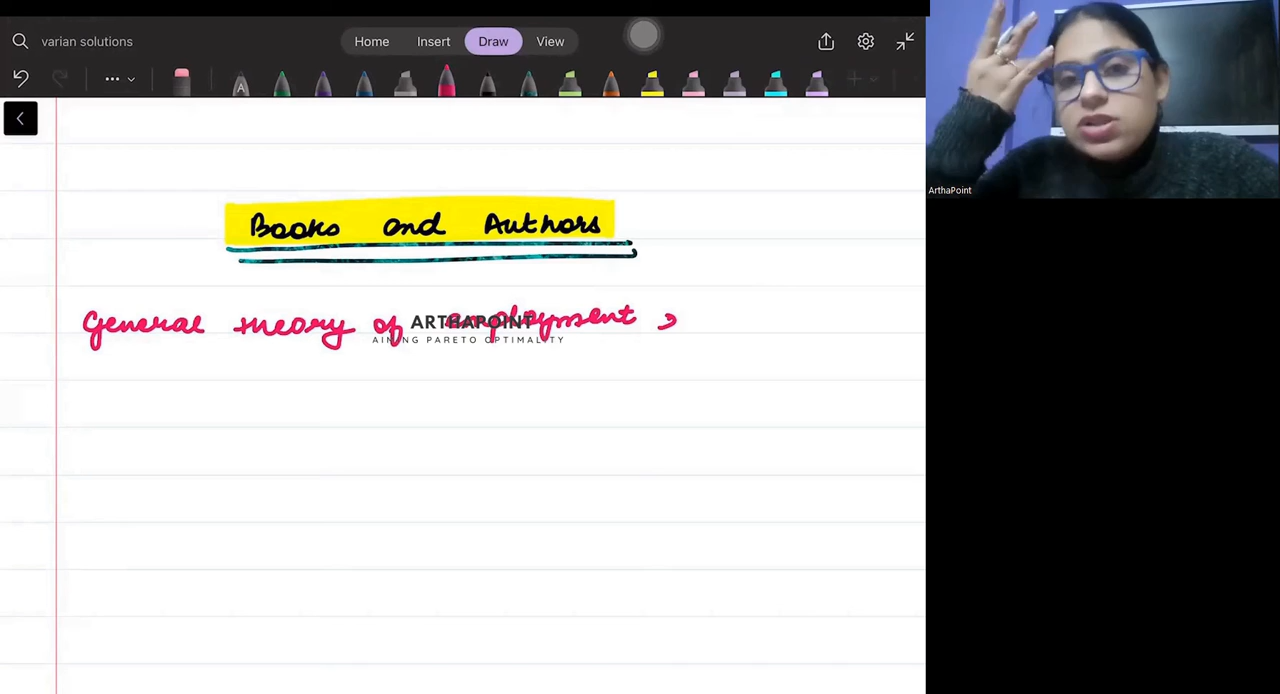 varian solutions
Home Insert Draw View
A
ArthaPoint
Books and Authors
General theory of employment,
ARTHAPOINT
AIMING PARETO OPTIMALITY